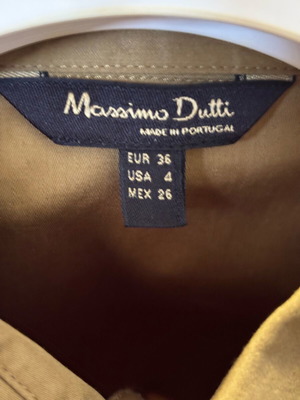 Massimo Dutti
MADE IN PORTUGAL
EUR 36
USA 4
MEX 26